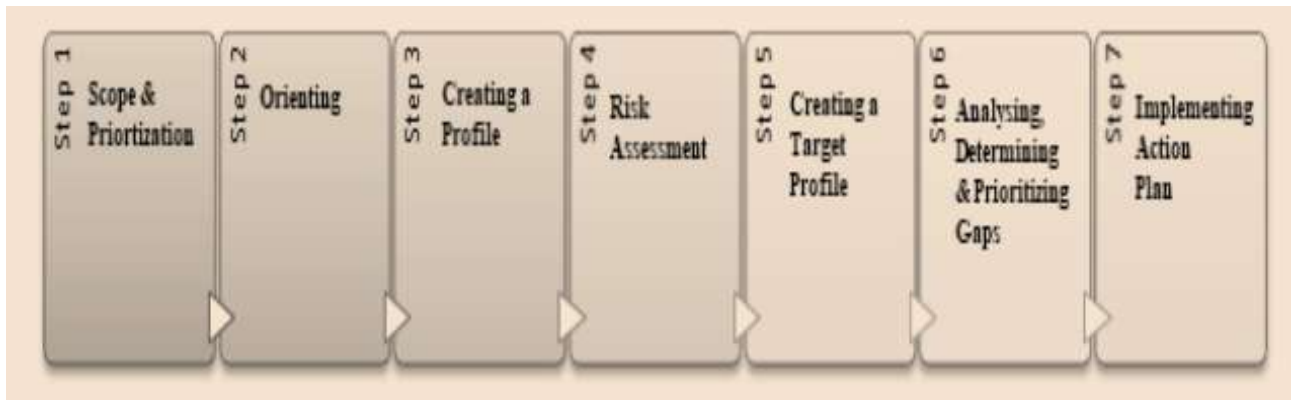 Step 1
Scope &
Priortization
Step 2
Orienting
Step 3
Creating a
Profile
Step 4
Risk
Assessment
Step 5
Creating a
Target
Profile
Step 6
Analysing,
Determining
& Prioritizing
Gaps
Step 7
Implementing
Action
Plan